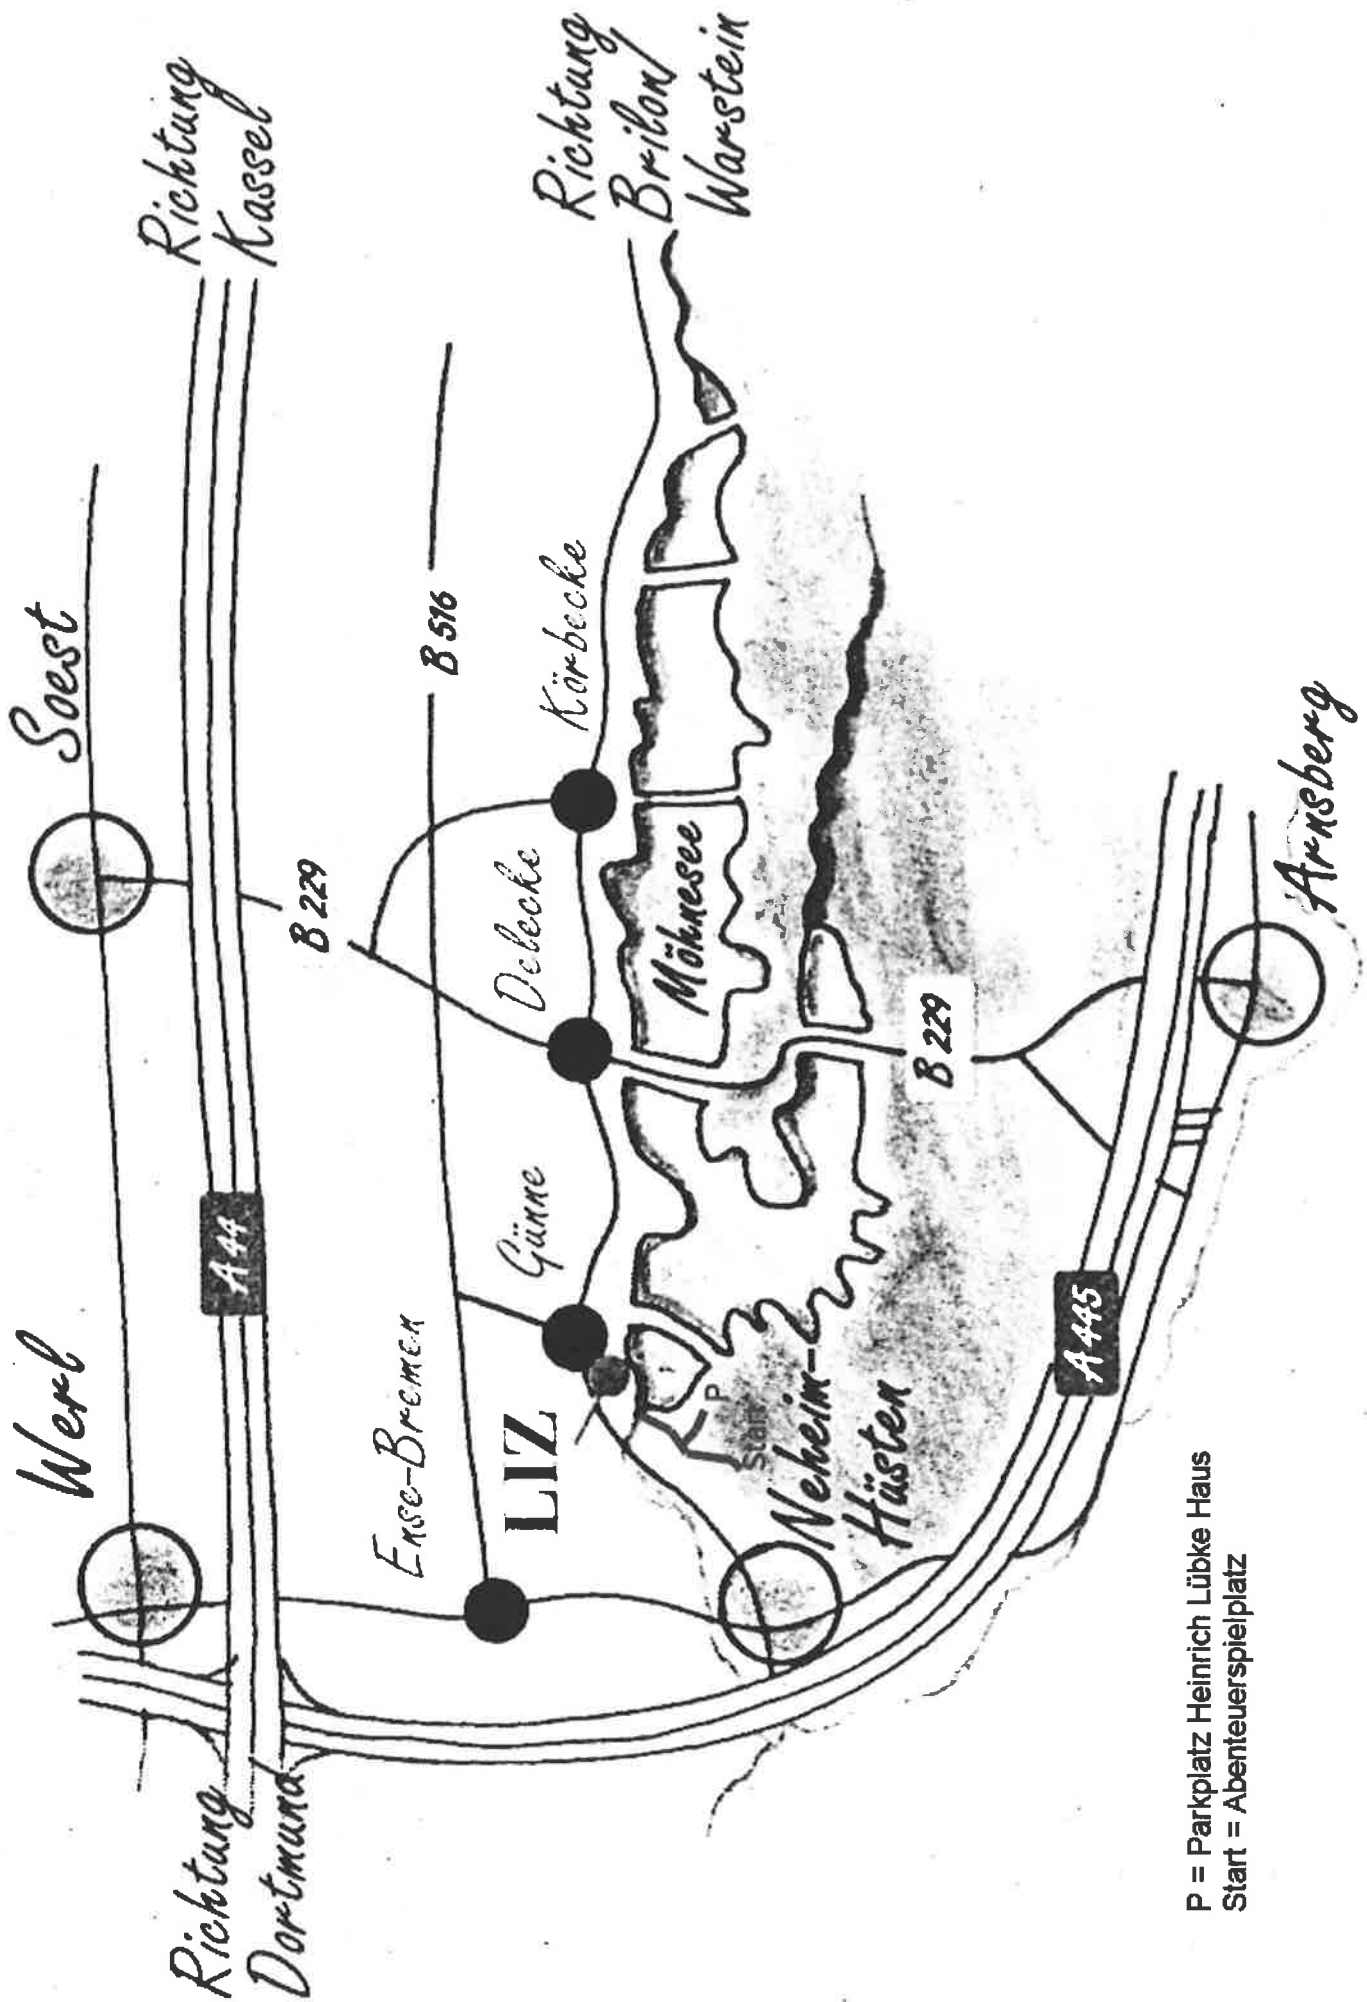 Werl
Soest
Richtung
Dortmund
A 44
Richtung
Kassel
B 229
Ense-Bremen
B 516
LIZ
Günne
Delecke
Körbecke
Richtung
Brilon/
Warstein
Möhnesee
P
Start
Neheim-
Hüsten
B 229
A 445
Arnsberg
P = Parkplatz Heinrich Lübke Haus
Start = Abenteuerspielplatz